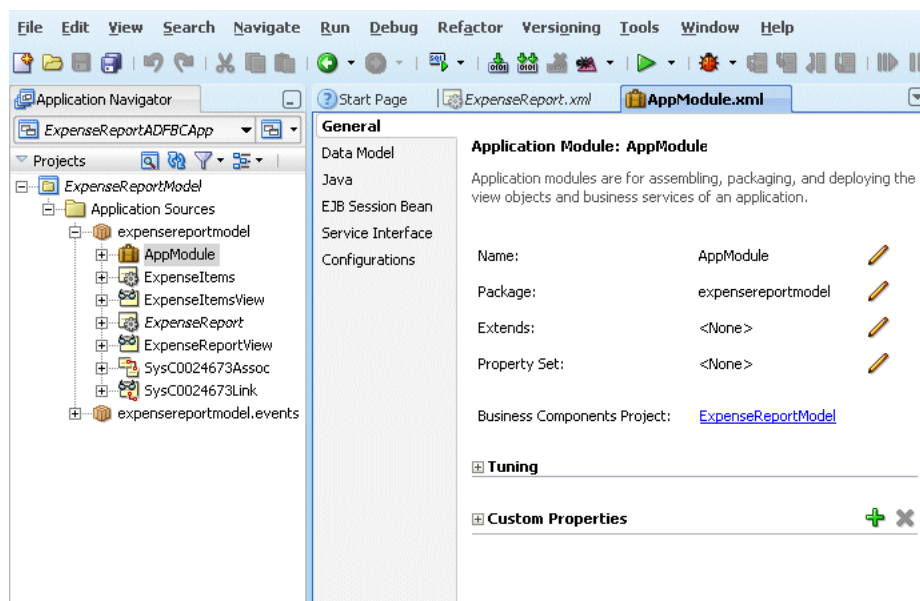 File Edit View Search Navigate Run Debug Refactor Versioning Tools Window Help
Application Navigator
Start Page
ExpenseReport.xml
AppModule.xml
ExpenseReportADFBCApp
Projects
ExpenseReportModel
Application Sources
expensereportmodel
AppModule
ExpenseItems
ExpenseItemsView
ExpenseReport
ExpenseReportView
SysC0024673Assoc
SysC0024673Link
expensereportmodel.events
General
Data Model
Java
EJB Session Bean
Service Interface
Configurations
Application Module: AppModule
Application modules are for assembling, packaging, and deploying the
view objects and business services of an application.
Name: AppModule
Package: expensereportmodel
Extends: <None>
Property Set: <None>
Business Components Project: ExpenseReportModel
Tuning
Custom Properties